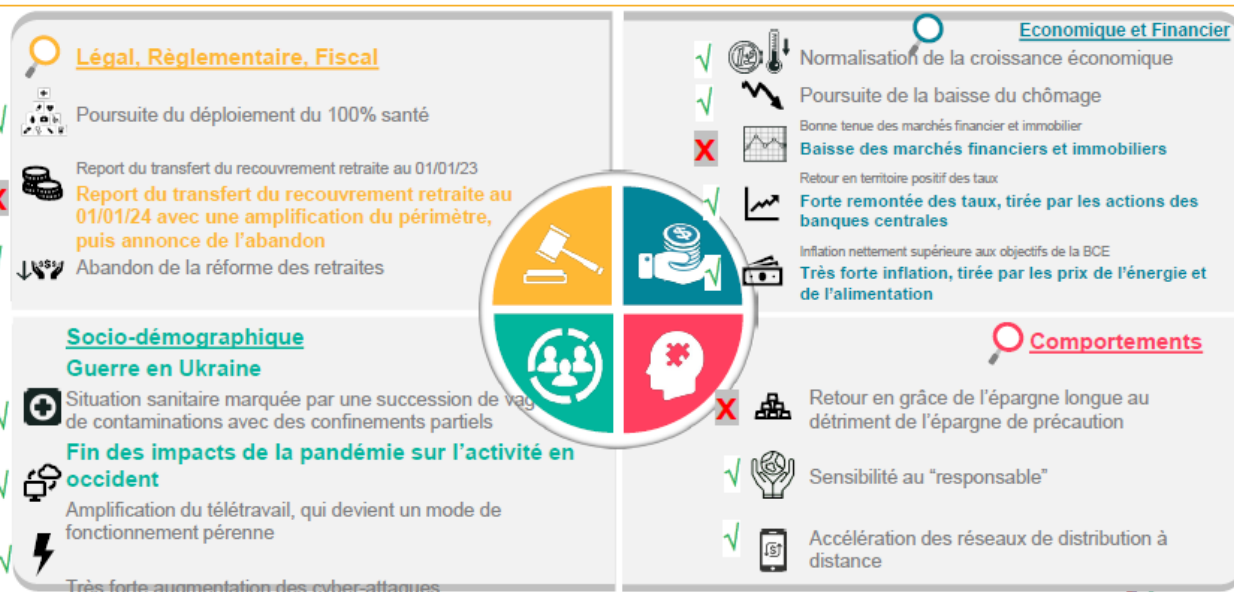 Légal, Règlementaire, Fiscal
√
Poursuite du déploiement du 100% santé
Report du transfert du recouvrement retraite au 01/01/23
X
Report du transfert du recouvrement retraite au
01/01/24 avec une amplification du périmètre,
puis annonce de l'abandon
√
Abandon de la réforme des retraites
Economique et Financier
√
Normalisation de la croissance économique
√
Poursuite de la baisse du chômage
Bonne tenue des marchés financier et immobilier
X
Baisse des marchés financiers et immobiliers
Retour en territoire positif des taux
√
Forte remontée des taux, tirée par les actions des
banques centrales
Inflation nettement supérieure aux objectifs de la BCE
√
Très forte inflation, tirée par les prix de l'énergie et
de l'alimentation
Socio-démographique
Guerre en Ukraine
√
Situation sanitaire marquée par une succession de
de contaminations avec des confinements partiels
Fin des impacts de la pandémie sur l'activité en
√
occident
Amplification du télétravail, qui devient un mode de
fonctionnement pérenne
√
Très forte augmentation des cyber-attaques
Comportements
X
Retour en grâce de l'épargne longue au
détriment de l'épargne de précaution
√
Sensibilité au "responsable"
√
Accélération des réseaux de distribution à
distance